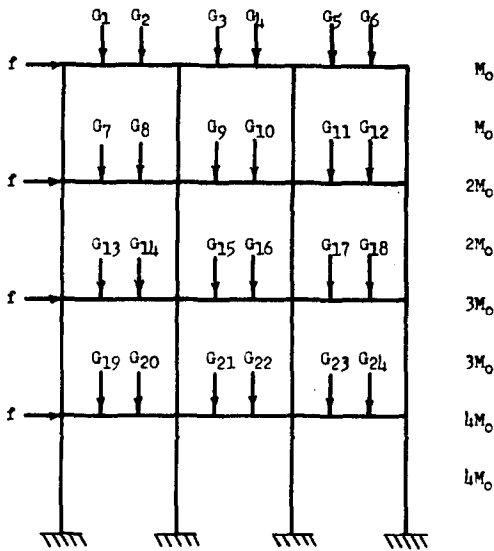 G1 G2 G3 G4 G5 G6
f M₀
G7 G8 G9 G10 G11 G12 M₀
f 2M₀
G13 G14 G15 G16 G17 G18 2M₀
f 3M₀
G19 G20 G21 G22 G23 G24 3M₀
f 4M₀
4M₀